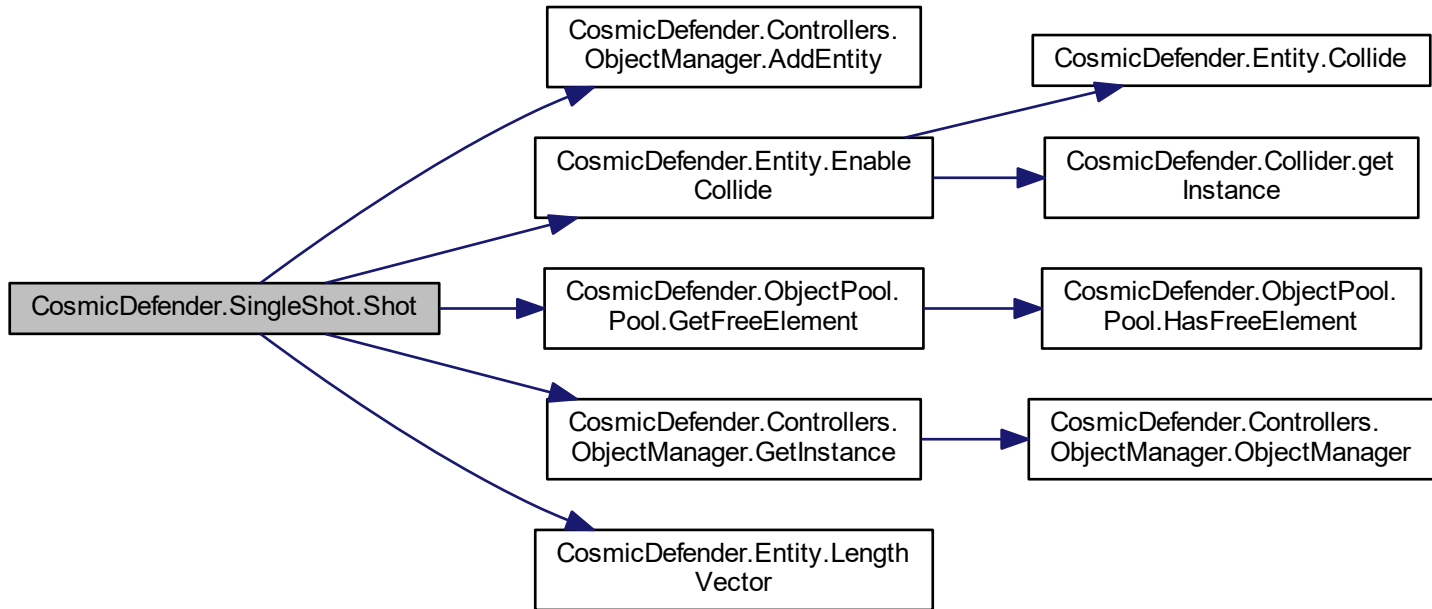 CosmicDefender.SingleShot.Shot
CosmicDefender.Controllers.
ObjectManager.AddEntity
CosmicDefender.Entity.Enable
Collide
CosmicDefender.Entity.Collide
CosmicDefender.Collider.get
Instance
CosmicDefender.ObjectPool.
Pool.GetFreeElement
CosmicDefender.ObjectPool.
Pool.HasFreeElement
CosmicDefender.Controllers.
ObjectManager.GetInstance
CosmicDefender.Controllers.
ObjectManager.ObjectManager
CosmicDefender.Entity.Length
Vector